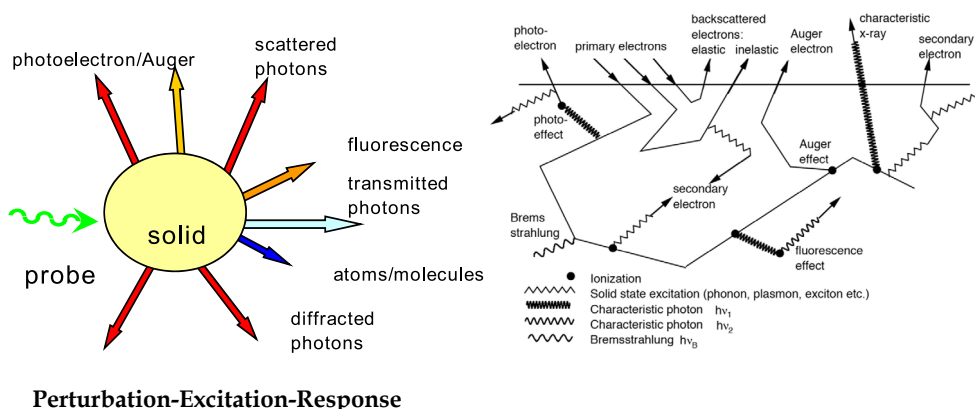 photoelectron/Auger
scattered
photons
fluorescence
transmitted
photons
solid
probe
atoms/molecules
diffracted
photons
Perturbation-Excitation-Response
photo-
electron
primary electrons
backscattered
electrons:
elastic inelastic
Auger
electron
characteristic
x-ray
secondary
electron
photo-
effect
Auger
effect
secondary
electron
Brems
strahlung
fluorescence
effect
Ionization
Solid state excitation (phonon, plasmon, exciton etc.)
Characteristic photon hν₁
Characteristic photon hν₂
Bremsstrahlung hν_B